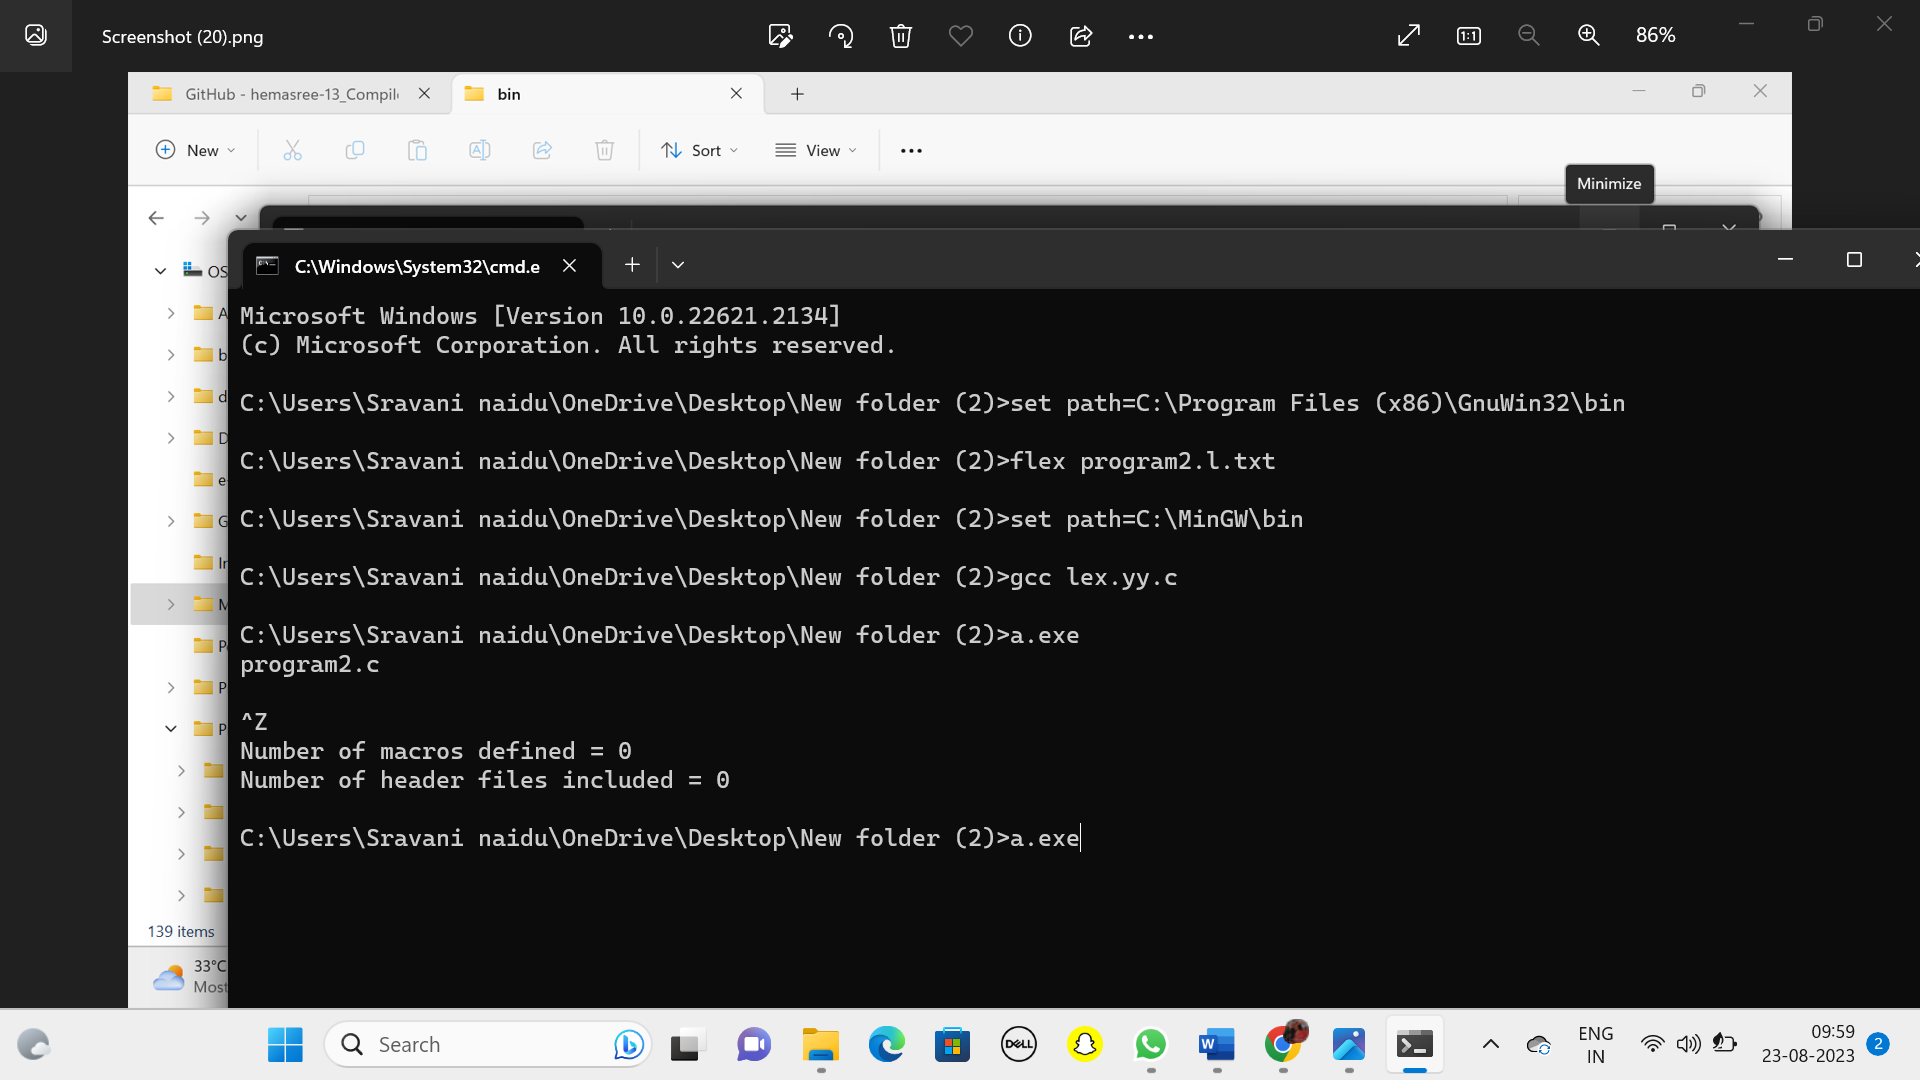 Screenshot (20).png
86%
GitHub - hemasree-13_Compil
bin
New
Sort
View
Minimize
OS
C:\Windows\System32\cmd.e
Microsoft Windows [Version 10.0.22621.2134]
(c) Microsoft Corporation. All rights reserved.
C:\Users\Sravani naidu\OneDrive\Desktop\New folder (2)>set path=C:\Program Files (x86)\GnuWin32\bin
C:\Users\Sravani naidu\OneDrive\Desktop\New folder (2)>flex program2.l.txt
C:\Users\Sravani naidu\OneDrive\Desktop\New folder (2)>set path=C:\MinGW\bin
C:\Users\Sravani naidu\OneDrive\Desktop\New folder (2)>gcc lex.yy.c
C:\Users\Sravani naidu\OneDrive\Desktop\New folder (2)>a.exe
program2.c
^Z
Number of macros defined = 0
Number of header files included = 0
C:\Users\Sravani naidu\OneDrive\Desktop\New folder (2)>a.exe
139 items
33°C
Most
Search
DELL
ENG
IN
09:59
23-08-2023
2